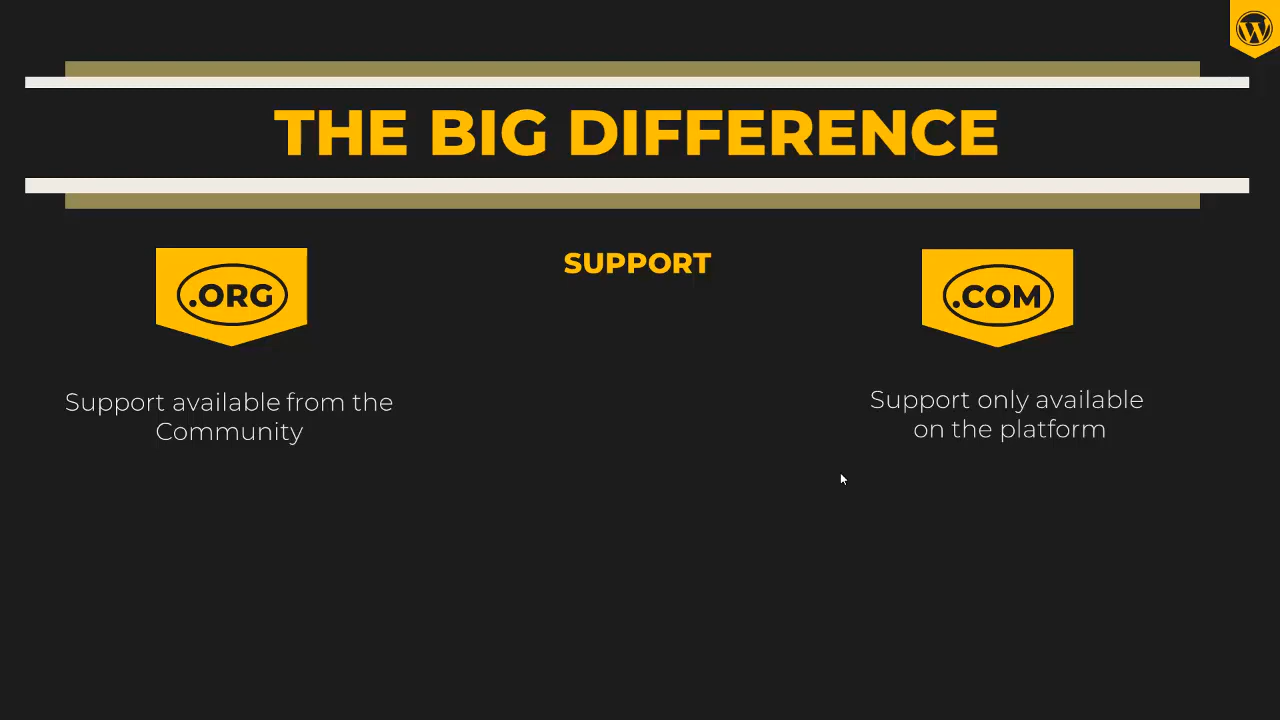 THE BIG DIFFERENCE
SUPPORT
.ORG
.COM
Support available from the
Community
Support only available
on the platform